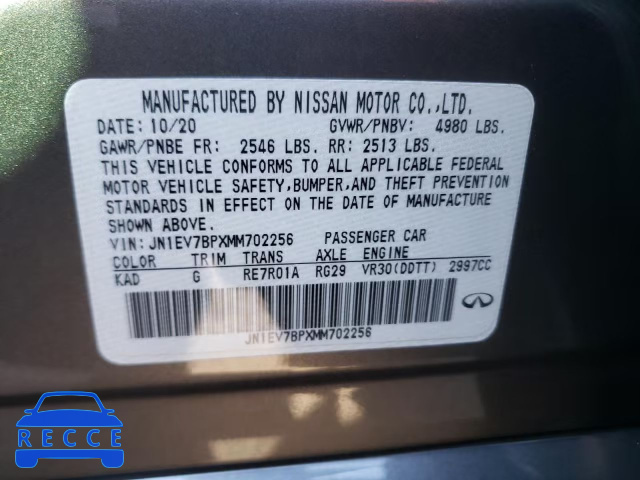 MANUFACTURED BY NISSAN MOTOR CO.,LTD.
DATE: 10/20 GVWR/PNBV: 4980 LBS.
GAWR/PNBE FR: 2546 LBS. RR: 2513 LBS.
THIS VEHICLE CONFORMS TO ALL APPLICABLE FEDERAL
MOTOR VEHICLE SAFETY,BUMPER,AND THEFT PREVENTION
STANDARDS IN EFFECT ON THE DATE OF MANUFACTURE
SHOWN ABOVE.
VIN: JN1EV7BPXMM702256 PASSENGER CAR
COLOR TRIM TRANS AXLE ENGINE
KAD G RE7R01A RG29 VR30(DDTT) 2997CC
JN1EV7BPXMM702256
RECCE